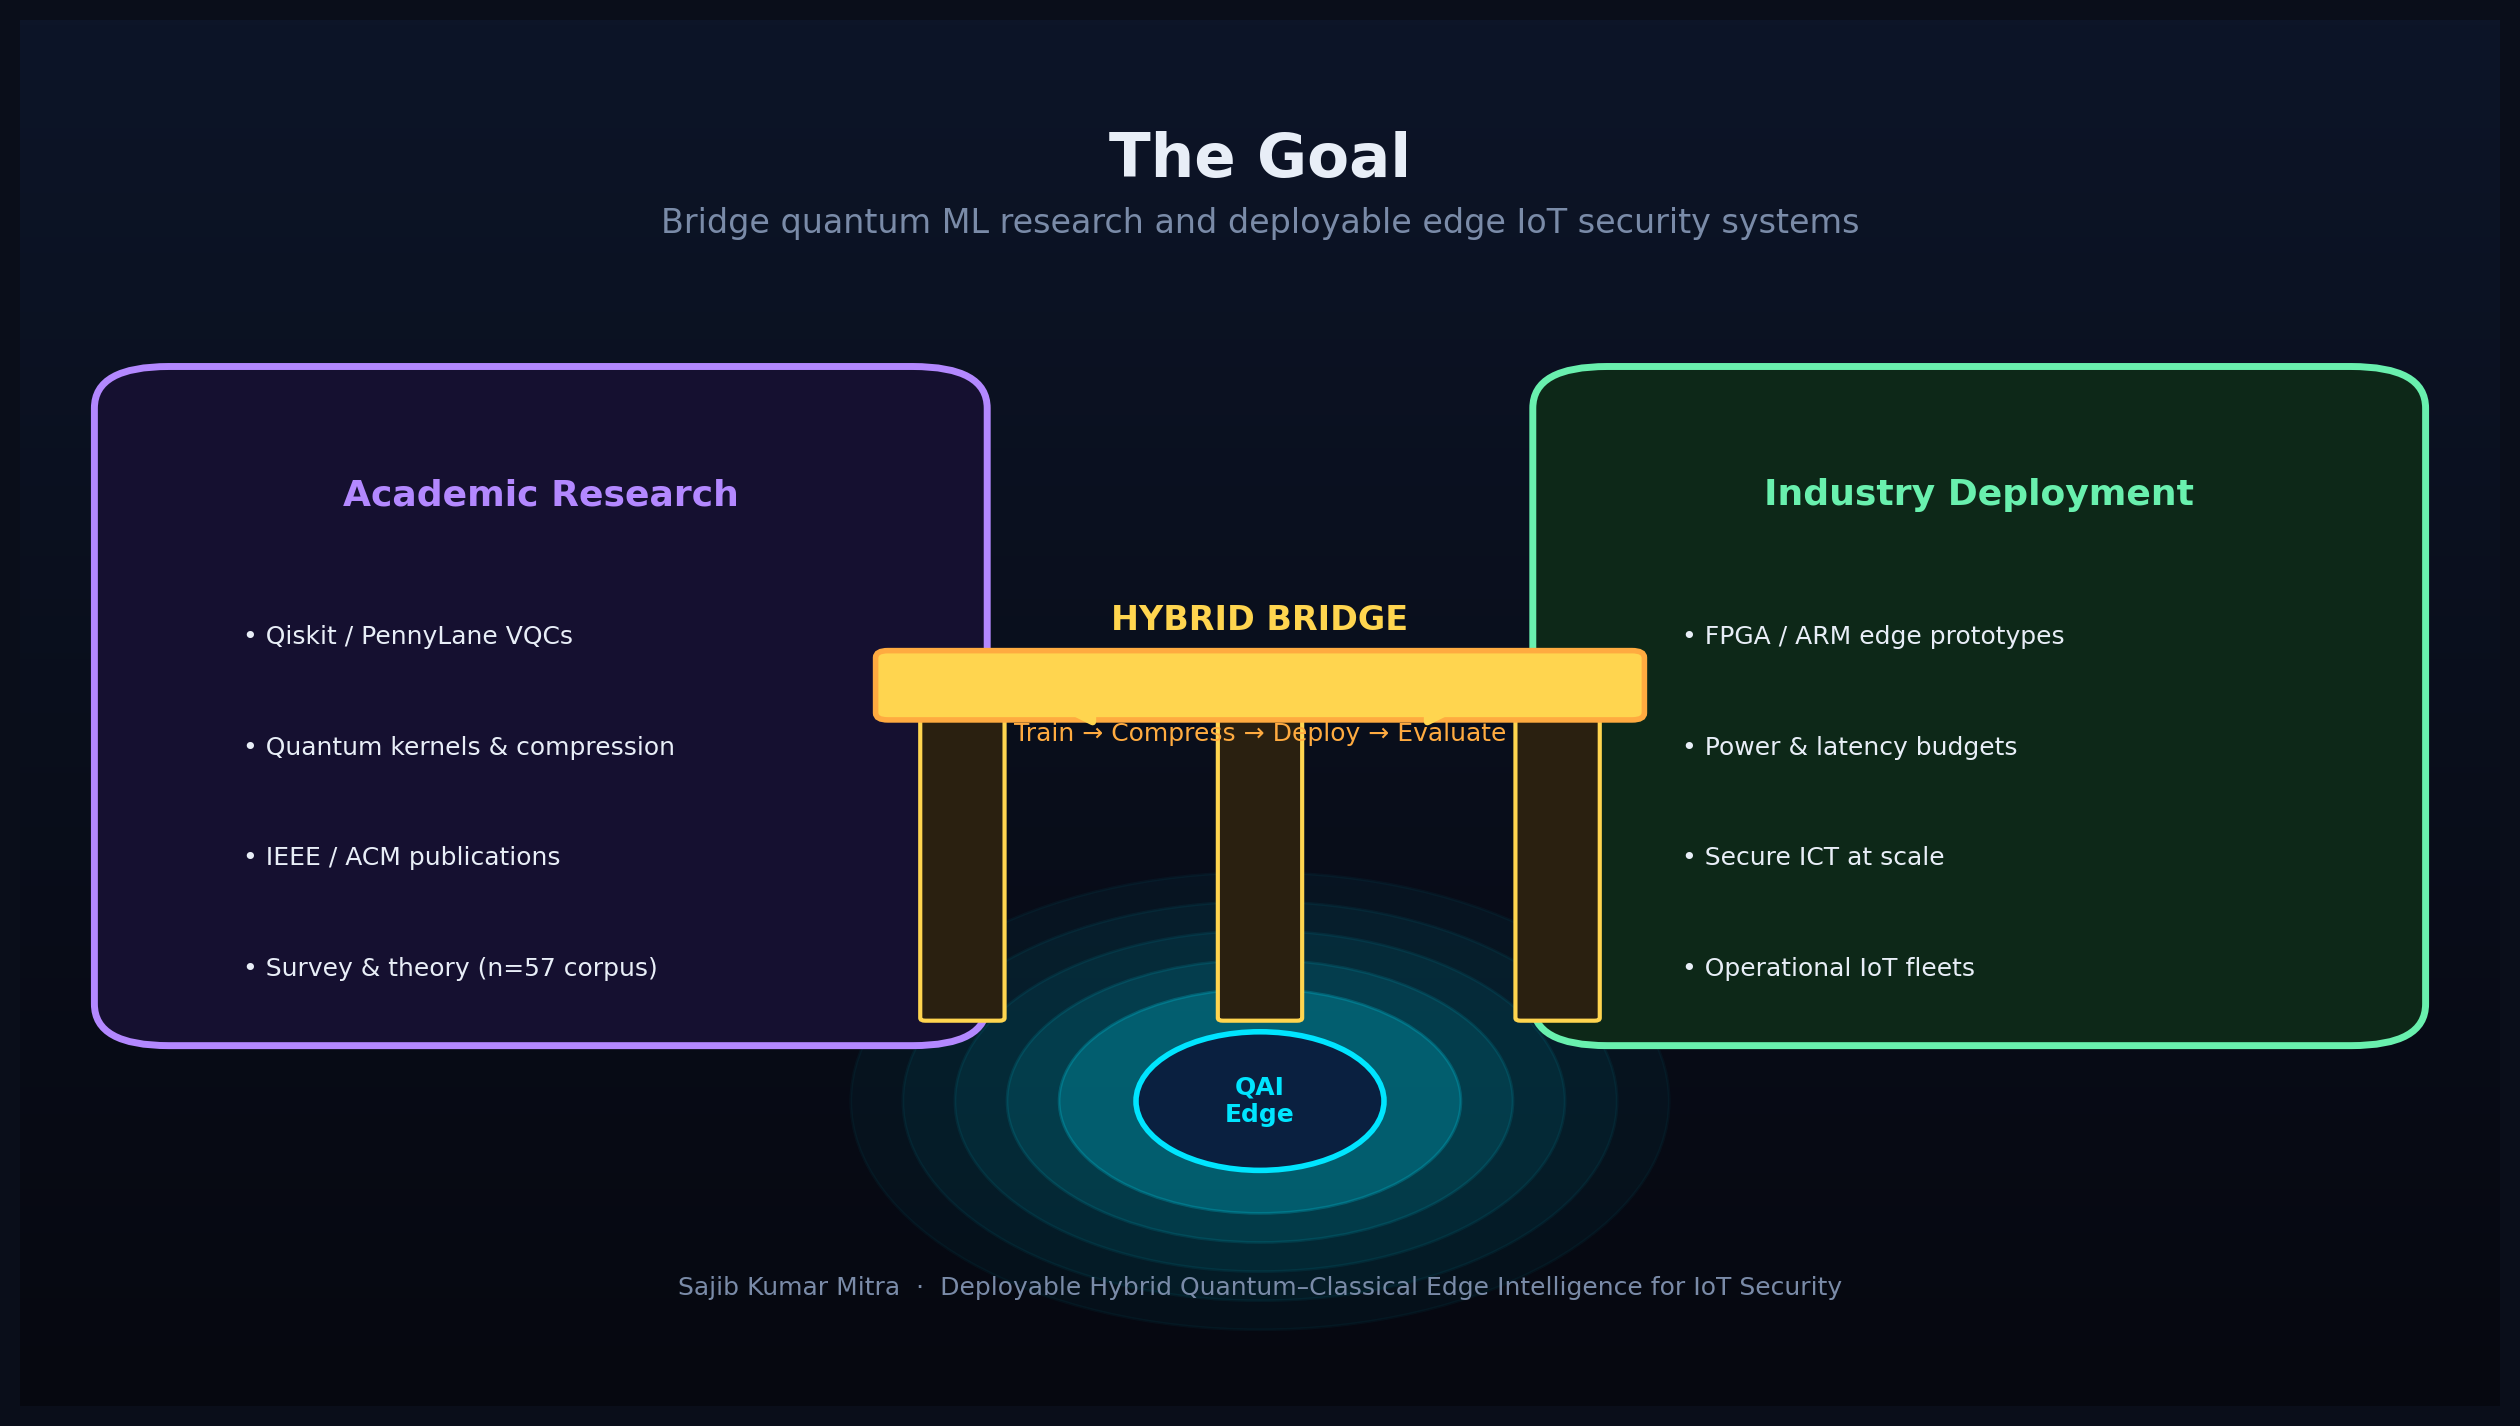 The Goal
Bridge quantum ML research and deployable edge IoT security systems
Academic Research
• Qiskit / PennyLane VQCs
• Quantum kernels & compression
• IEEE / ACM publications
• Survey & theory (n=57 corpus)
HYBRID BRIDGE
Train → Compress → Deploy → Evaluate
Industry Deployment
• FPGA / ARM edge prototypes
• Power & latency budgets
• Secure ICT at scale
• Operational IoT fleets
QAI
Edge
Sajib Kumar Mitra · Deployable Hybrid Quantum–Classical Edge Intelligence for IoT Security